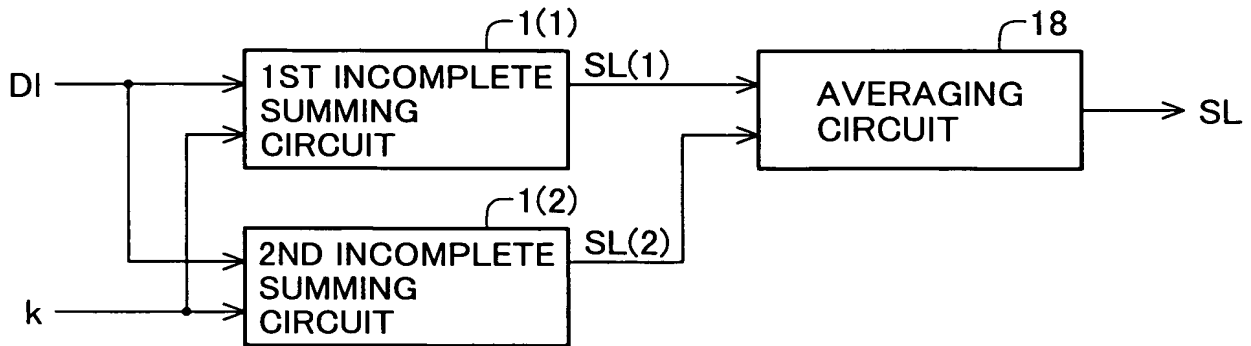 1(1)
18
DI
1ST INCOMPLETE
SUMMING
CIRCUIT
SL(1)
AVERAGING
CIRCUIT
SL
1(2)
k
2ND INCOMPLETE
SUMMING
CIRCUIT
SL(2)